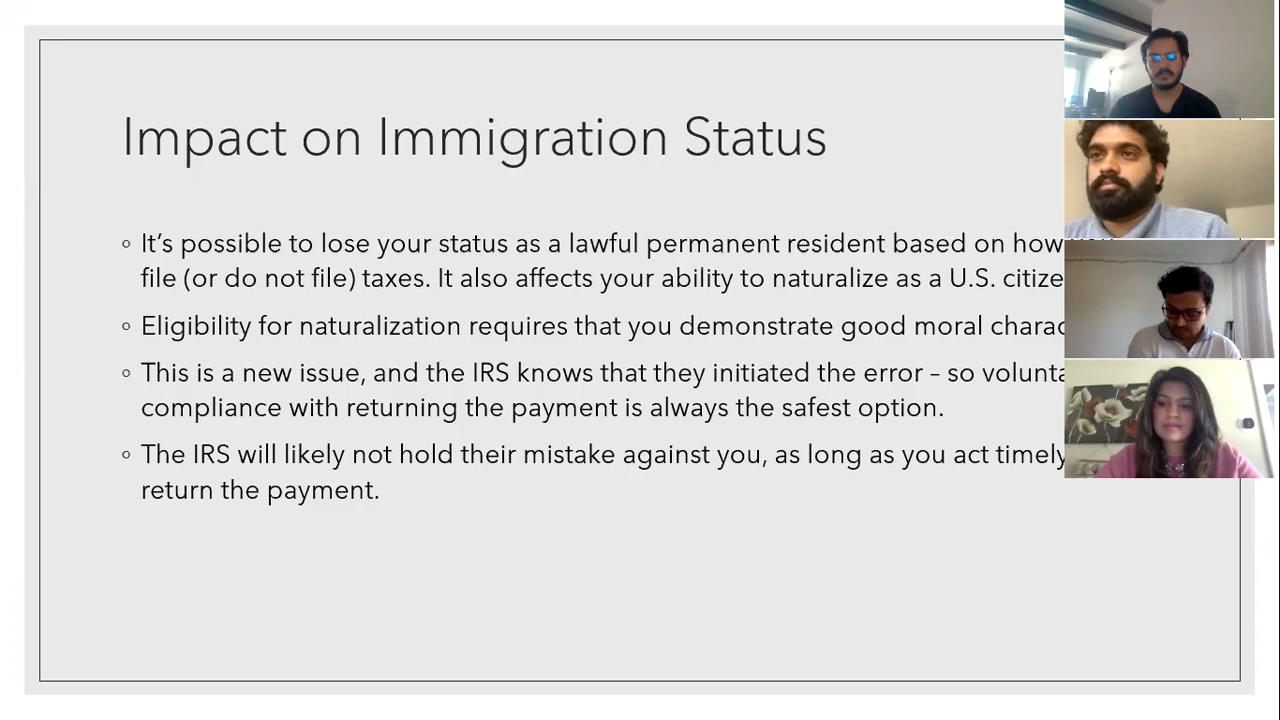 Impact on Immigration Status
◦ It’s possible to lose your status as a lawful permanent resident based on how
file (or do not file) taxes. It also affects your ability to naturalize as a U.S.
◦ Eligibility for naturalization requires that you demonstrate good moral
◦ This is a new issue, and the IRS knows that they initiated the error – so
compliance with returning the payment is always the safest option.
◦ The IRS will likely not hold their mistake against you, as long as you act timely
return the payment.